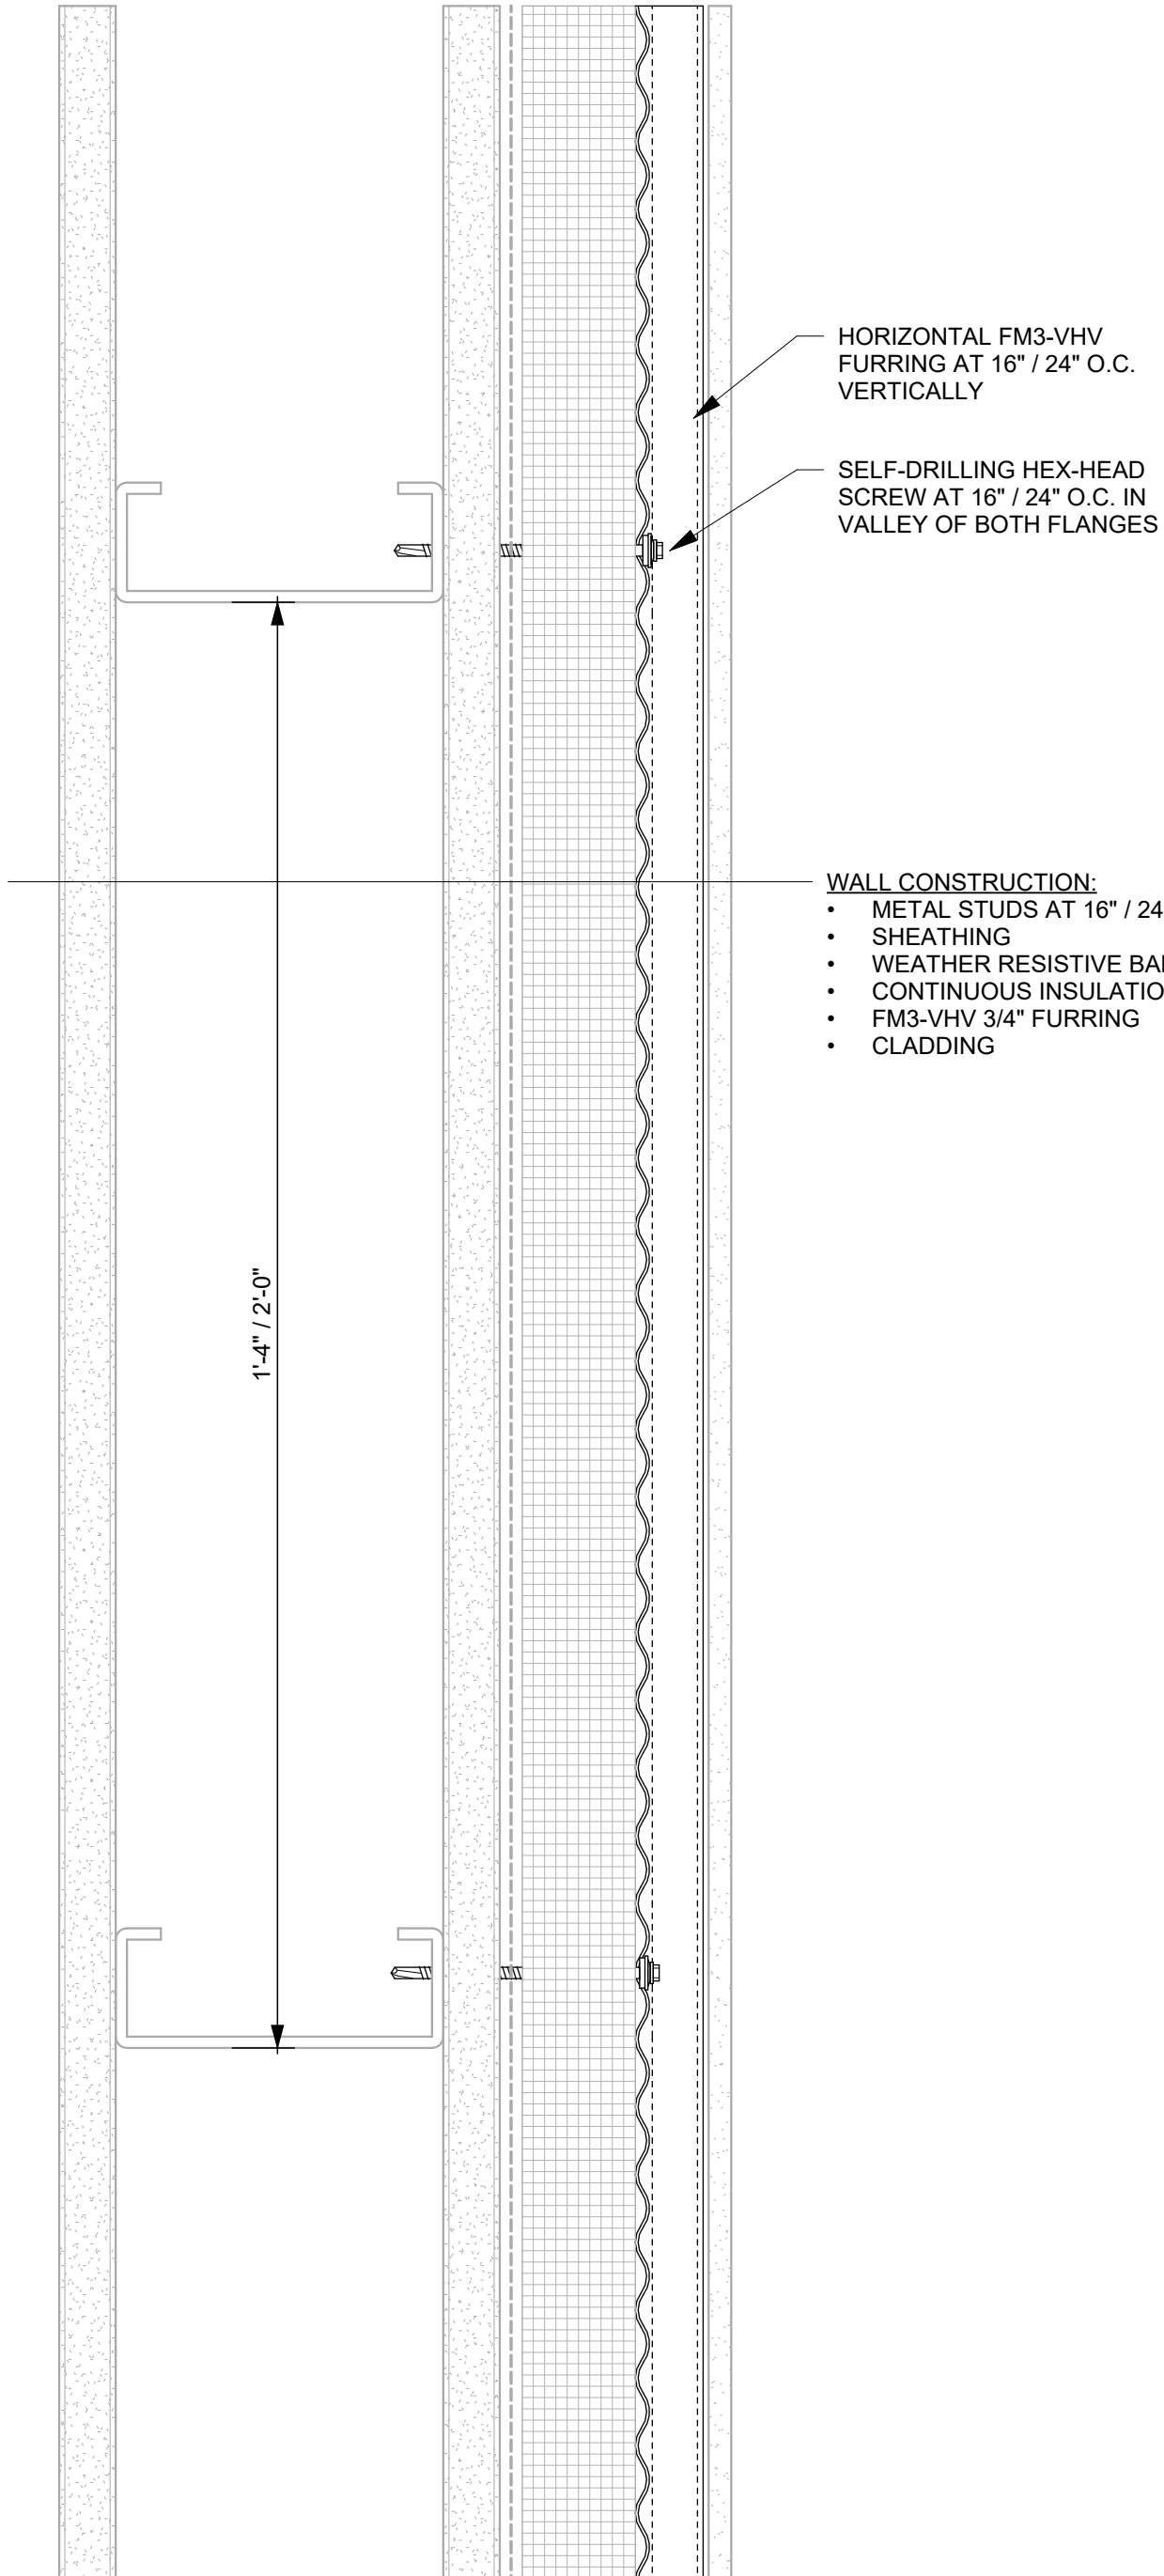 HORIZONTAL FM3-VHV
FURRING AT 16" / 24" O.C.
VERTICALLY
SELF-DRILLING HEX-HEAD
SCREW AT 16" / 24" O.C. IN
VALLEY OF BOTH FLANGES
WALL CONSTRUCTION:
• METAL STUDS AT 16" / 24
• SHEATHING
• WEATHER RESISTIVE
• CONTINUOUS
• FM3-VHV 3/4" FURRING
• CLADDING
1'-4" / 2'-0"